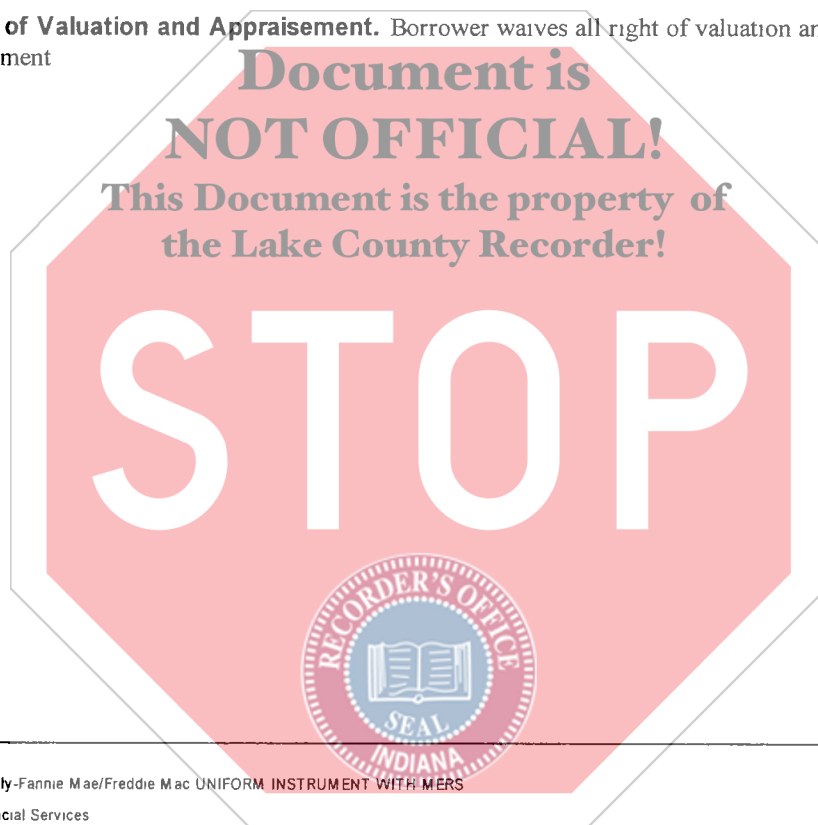 of Valuation and Appraisement. Borrower waives all right of valuation an
ment
Document is
NOT OFFICIAL!
This Document is the property of
the Lake County Recorder!
STOP
RECORDER'S OFFICE
SEAL
INDIANA
ly-Fannie Mae/Freddie Mac UNIFORM INSTRUMENT WITH MERS
cial Services